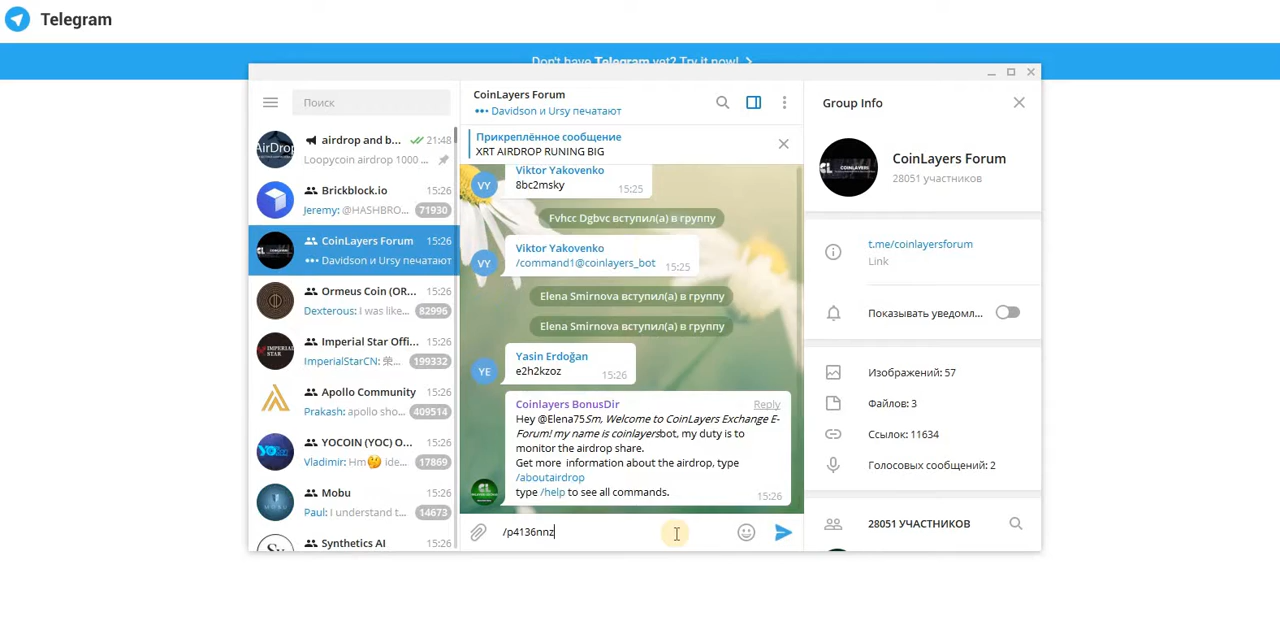 Telegram
Don't have Telegram yet? Try it now!
Поиск
airdrop and b... 21:48
Loopycoin airdrop 1000 ...
Brickblock.io 15:26
Jeremy: @HASHBRO... 71930
CoinLayers Forum 15:26
Davidson и Ursy печатают
Ormeus Coin (OR... 15:26
Dexterous: I was like... 82996
Imperial Star Offi... 15:26
ImperialStarCN: 荣... 199332
Apollo Community 15:26
Prakash: apollo sho... 409514
YOCOIN (YOC) O... 15:26
Vladimir: Hm🤔 ide... 17869
Mobu 15:26
Paul: I understand t... 14673
Synthetics AI 15:26
CoinLayers Forum
Davidson и Ursy печатают
Прикреплённое сообщение
XRT AIRDROP RUNING BIG
VY
Viktor Yakovenko
8bc2msky 15:25
Fvhcc Dgbvc вступил(а) в группу
VY
Viktor Yakovenko
/command1@coinlayers_bot 15:25
Elena Smirnova вступил(а) в группу
Elena Smirnova вступил(а) в группу
YE
Yasin Erdoğan
e2h2kzoz 15:26
Coinlayers BonusDir Reply
Hey @Elena75Sm, Welcome to CoinLayers Exchange E-
Forum! my name is coinlayersbot, my duty is to
monitor the airdrop share.
Get more information about the airdrop, type
/aboutairdrop
type /help to see all commands. 15:26
/p4136nnz
Group Info
CoinLayers Forum
28051 участников
t.me/coinlayersforum
Link
Показывать уведомл...
Изображений: 57
Файлов: 3
Ссылок: 11634
Голосовых сообщений: 2
28051 УЧАСТНИКОВ